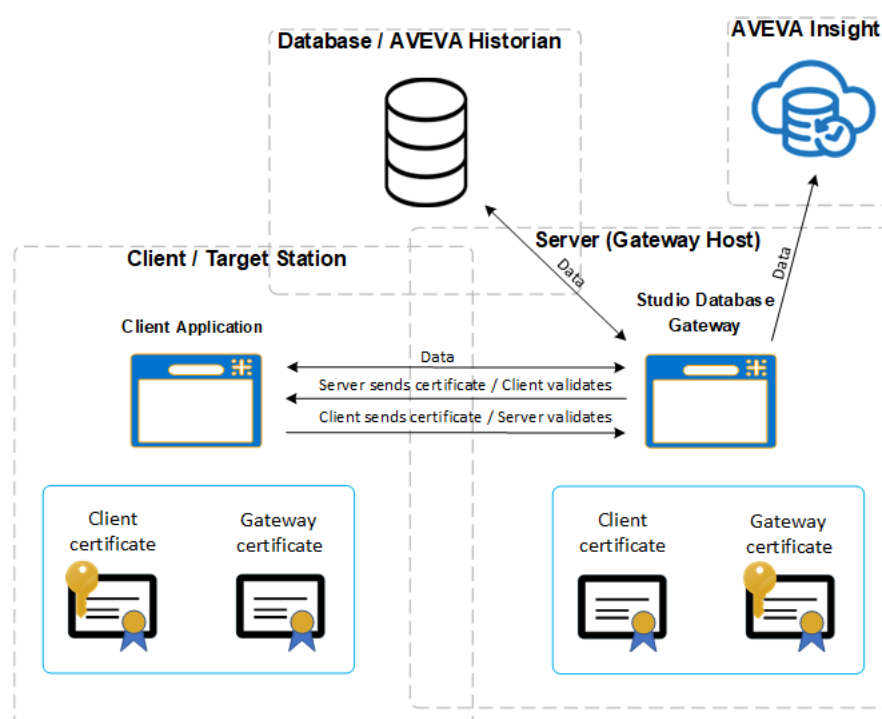 AVEVA Insight
Database / AVEVA Historian
Server (Gateway Host)
Client / Target Station
Data
Data
Studio Database
Gateway
Client Application
Data
Server sends certificate / Client validates
Client sends certificate / Server validates
Client
certificate
Gateway
certificate
Client
certificate
Gateway
certificate